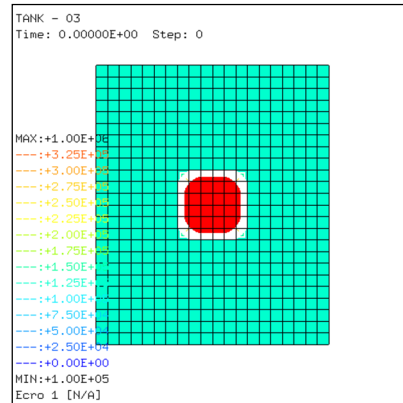 TANK - 03
Time: 0.00000E+00 Step: 0
MAX:+1.00E+06
---:+3.25E+05
---:+3.00E+05
---:+2.75E+05
---:+2.50E+05
---:+2.25E+05
---:+2.00E+05
---:+1.75E+05
---:+1.50E+05
---:+1.25E+05
---:+1.00E+05
---:+7.50E+04
---:+5.00E+04
---:+2.50E+04
---:+0.00E+00
MIN:+1.00E+05
Ecro 1 [N/A]